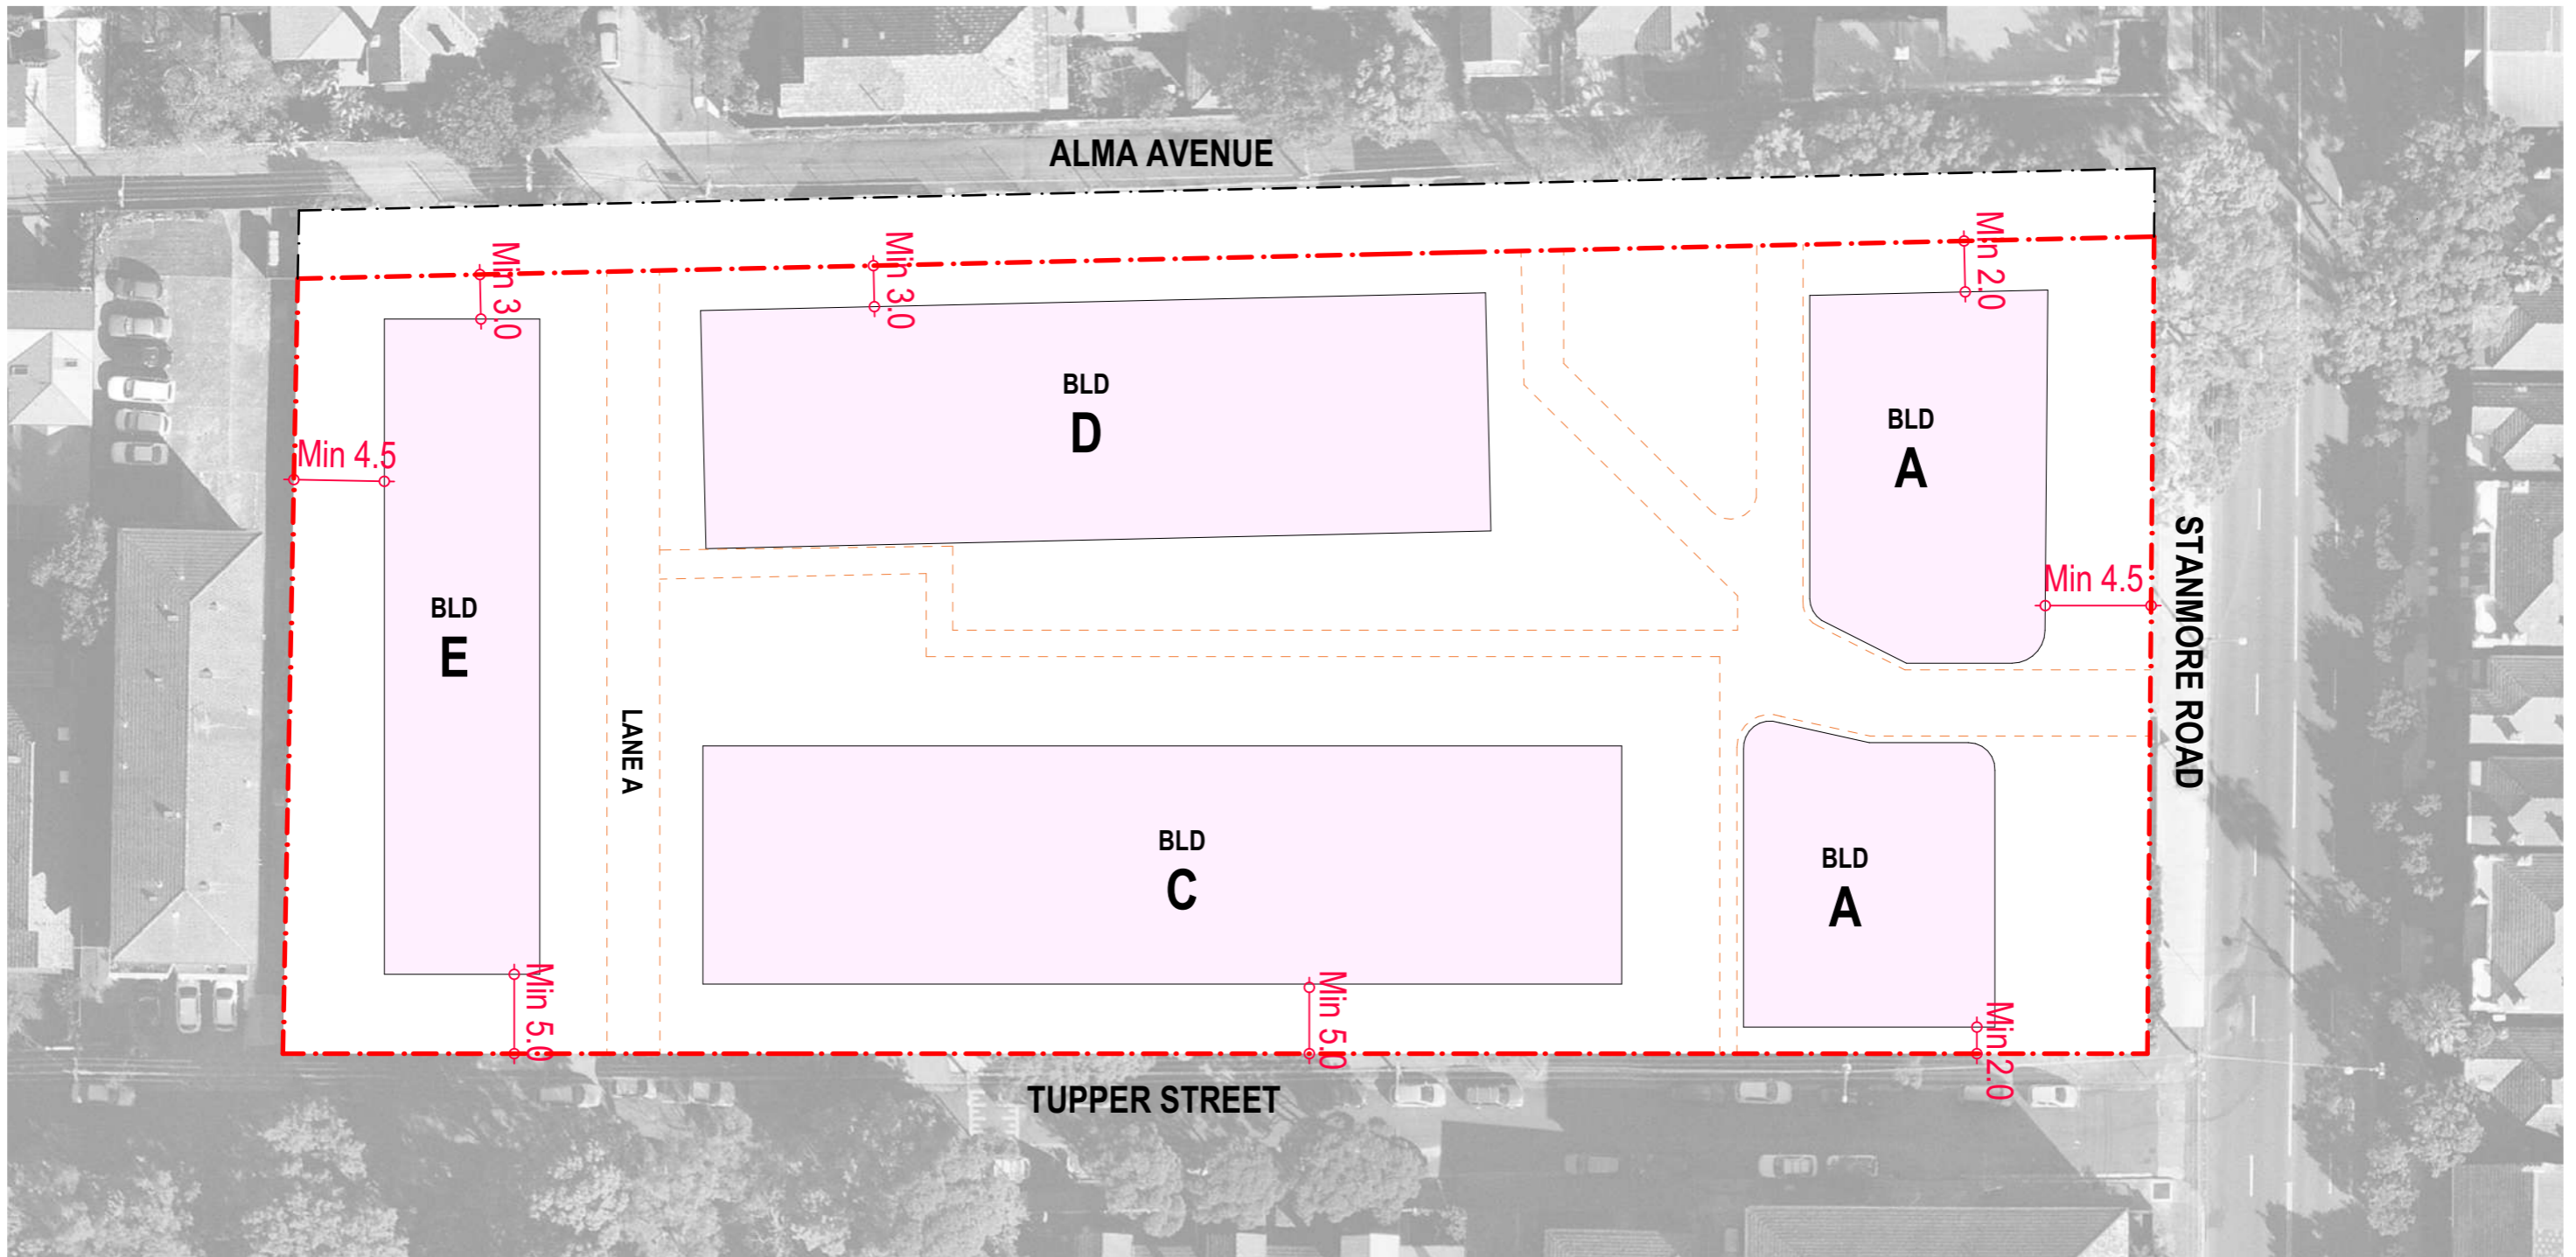 ALMA AVENUE
Min 3.0
Min 3.0
Min 2.0
BLD
D
BLD
A
Min 4.5
STANMORE ROAD
Min 4.5
BLD
E
LANE A
BLD
C
BLD
A
Min 5.0
Min 5.0
Min 2.0
TUPPER STREET